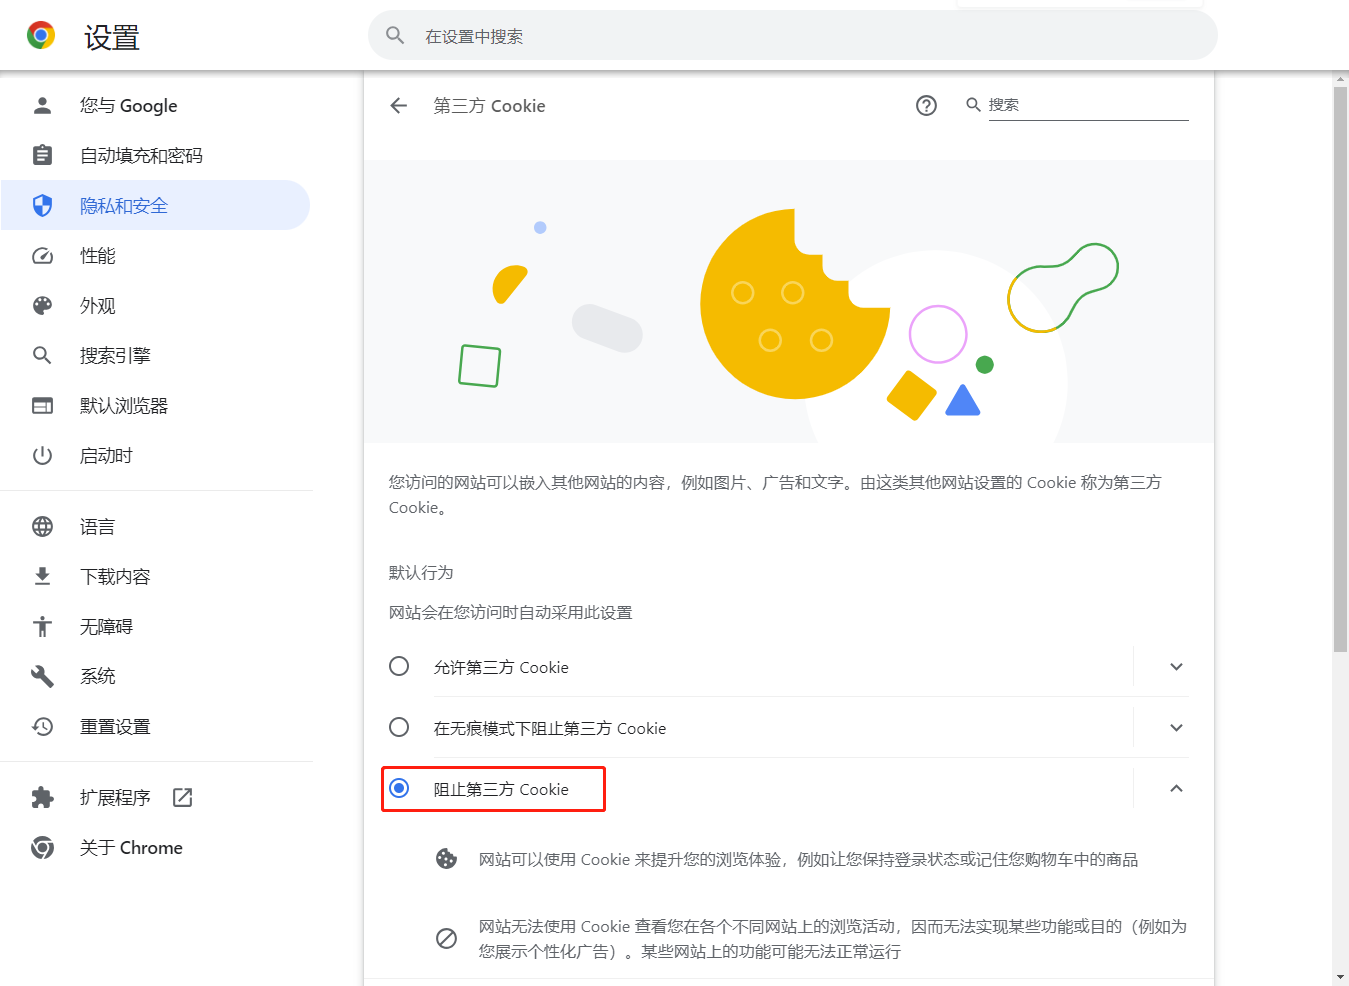 设置
在设置中搜索
您与 Google
自动填充和密码
隐私和安全
性能
外观
搜索引擎
默认浏览器
启动时
语言
下载内容
无障碍
系统
重置设置
扩展程序
关于 Chrome
第三方 Cookie
搜索
您访问的网站可以嵌入其他网站的内容，例如图片、广告和文字。由这类其他网站设置的 Cookie 称为第三方
Cookie。
默认行为
网站会在您访问时自动采用此设置
允许第三方 Cookie
在无痕模式下阻止第三方 Cookie
阻止第三方 Cookie
网站可以使用 Cookie 来提升您的浏览体验，例如让您保持登录状态或记住您购物车中的商品
网站无法使用 Cookie 查看您在各个不同网站上的浏览活动，因而无法实现某些功能或目的（例如为
您展示个性化广告）。某些网站上的功能可能无法正常运行